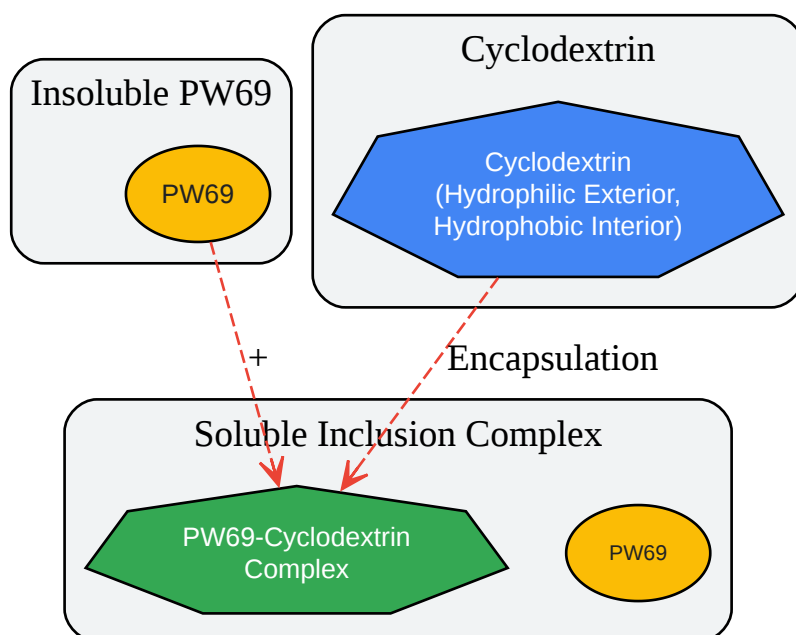 Cyclodextrin
Insoluble PW69
PW69
Cyclodextrin
(Hydrophilic Exterior,
Hydrophobic Interior)
+
Encapsulation
Soluble Inclusion Complex
PW69-Cyclodextrin
Complex
PW69